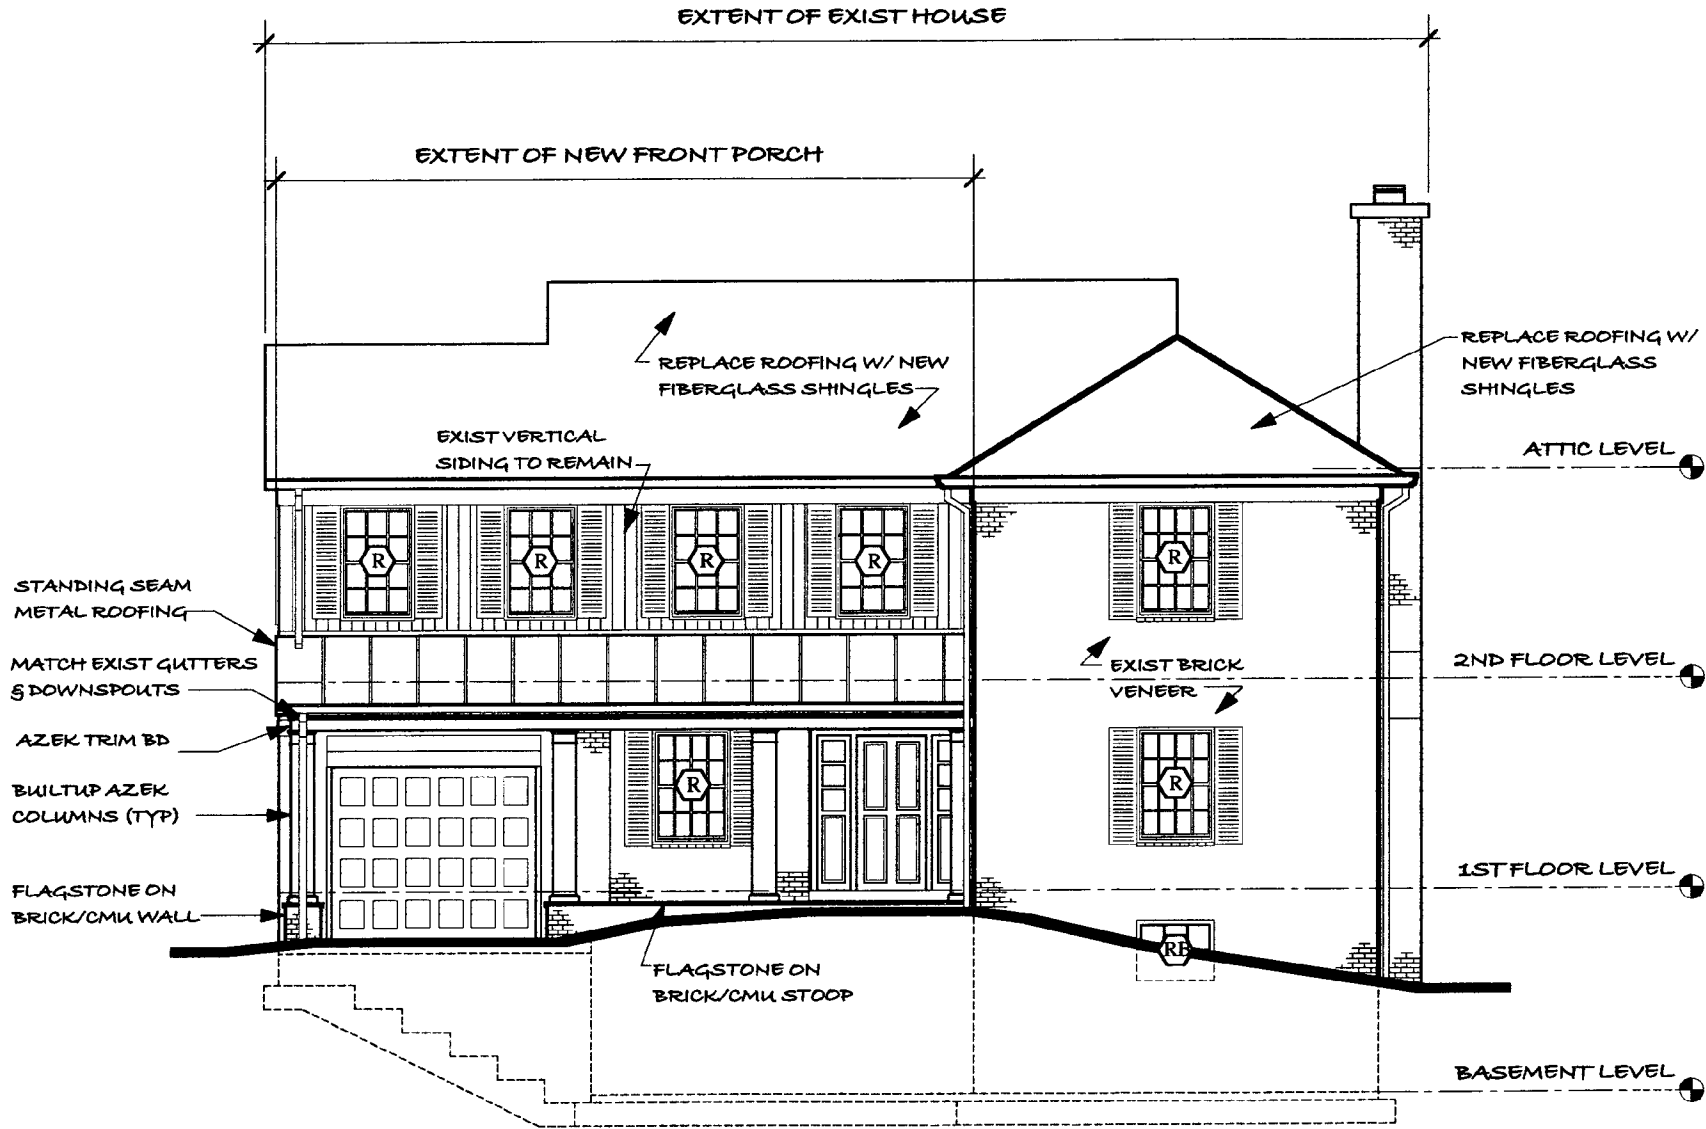 EXTENT OF EXIST HOUSE
EXTENT OF NEW FRONT PORCH
REPLACE ROOFING W/ NEW
FIBERGLASS SHINGLES
REPLACE ROOFING W/
NEW FIBERGLASS
SHINGLES
EXIST VERTICAL
SIDING TO REMAIN
ATTIC LEVEL
R
R
R
R
R
STANDING SEAM
METAL ROOFING
MATCH EXIST GUTTERS
& DOWNSPOUTS
EXIST BRICK
VENEER
2ND FLOOR LEVEL
AZEK TRIM BD
BUILTUP AZEK
COLUMNS (TYP)
R
R
FLAGSTONE ON
BRICK/CMU WALL
1ST FLOOR LEVEL
FLAGSTONE ON
BRICK/CMU STOOP
BASEMENT LEVEL